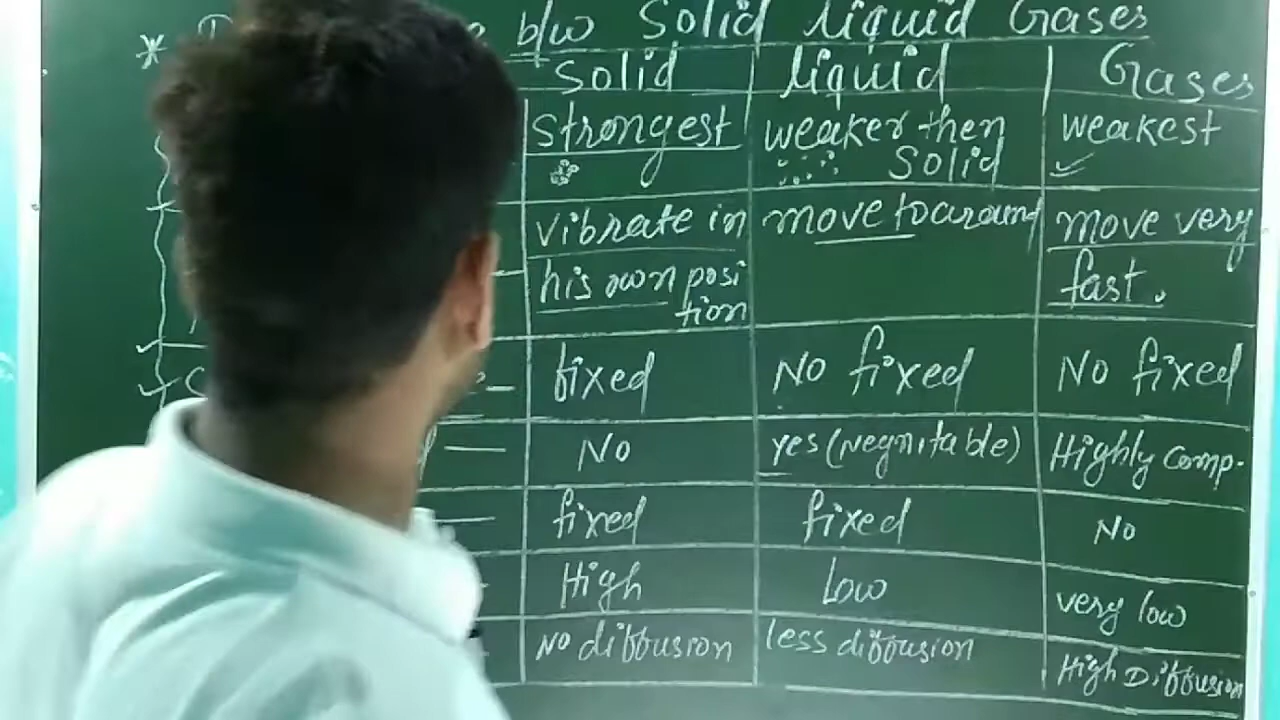 * b/w Solid liquid Gases
Solid liquid Gases
Strongest weaker then weakest
Solid
vibrate in move to around move very
his own posi fast.
tion
fixed No fixed No fixed
No yes (negnitable) Highly comp.
fixed fixed No
High Low very low
No diffusion less diffusion High Diffusion